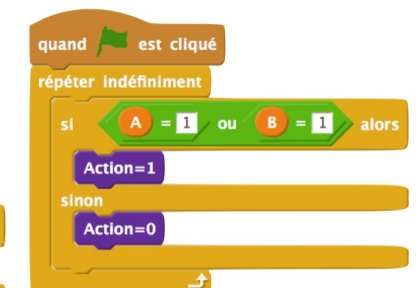 quand est cliqué
répéter indéfiniment
si A = 1 ou B = 1 alors
Action=1
sinon
Action=0